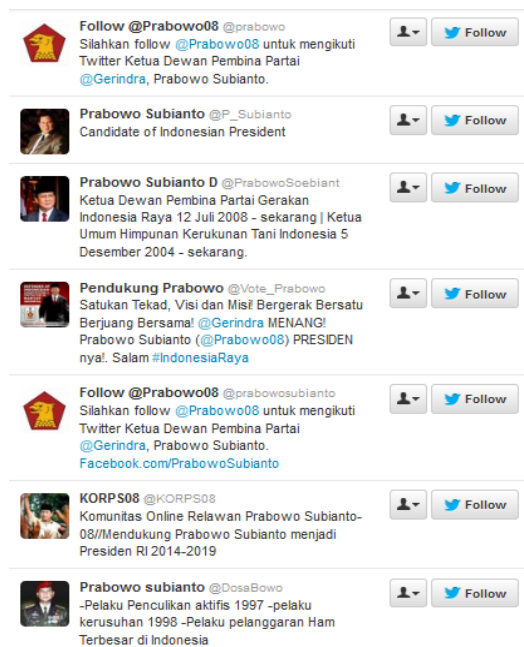 Follow @Prabowo08 @prabowo
Silahkan follow @Prabowo08 untuk mengikuti
Twitter Ketua Dewan Pembina Partai
@Gerindra, Prabowo Subianto.
Follow
Prabowo Subianto @P_Subianto
Candidate of Indonesian President
Follow
Prabowo Subianto D @PrabowoSoebiant
Ketua Dewan Pembina Partai Gerakan
Indonesia Raya 12 Juli 2008 - sekarang | Ketua
Umum Himpunan Kerukunan Tani Indonesia 5
Desember 2004 - sekarang.
Follow
Pendukung Prabowo @Vote_Prabowo
Satukan Tekad, Visi dan Misi! Bergerak Bersatu
Berjuang Bersama! @Gerindra MENANG!
Prabowo Subianto (@Prabowo08) PRESIDEN
nya!. Salam #IndonesiaRaya
Follow
Follow @Prabowo08 @prabowosubianto
Silahkan follow @Prabowo08 untuk mengikuti
Twitter Ketua Dewan Pembina Partai
@Gerindra, Prabowo Subianto.
Facebook.com/PrabowoSubianto
Follow
KORPS08 @KORPS08
Komunitas Online Relawan Prabowo Subianto-
08//Mendukung Prabowo Subianto menjadi
Presiden RI 2014-2019
Follow
Prabowo subianto @DosaBowo
-Pelaku Penculikan aktifis 1997 -pelaku
kerusuhan 1998 -Pelaku pelanggaran Ham
Terbesar di Indonesia
Follow